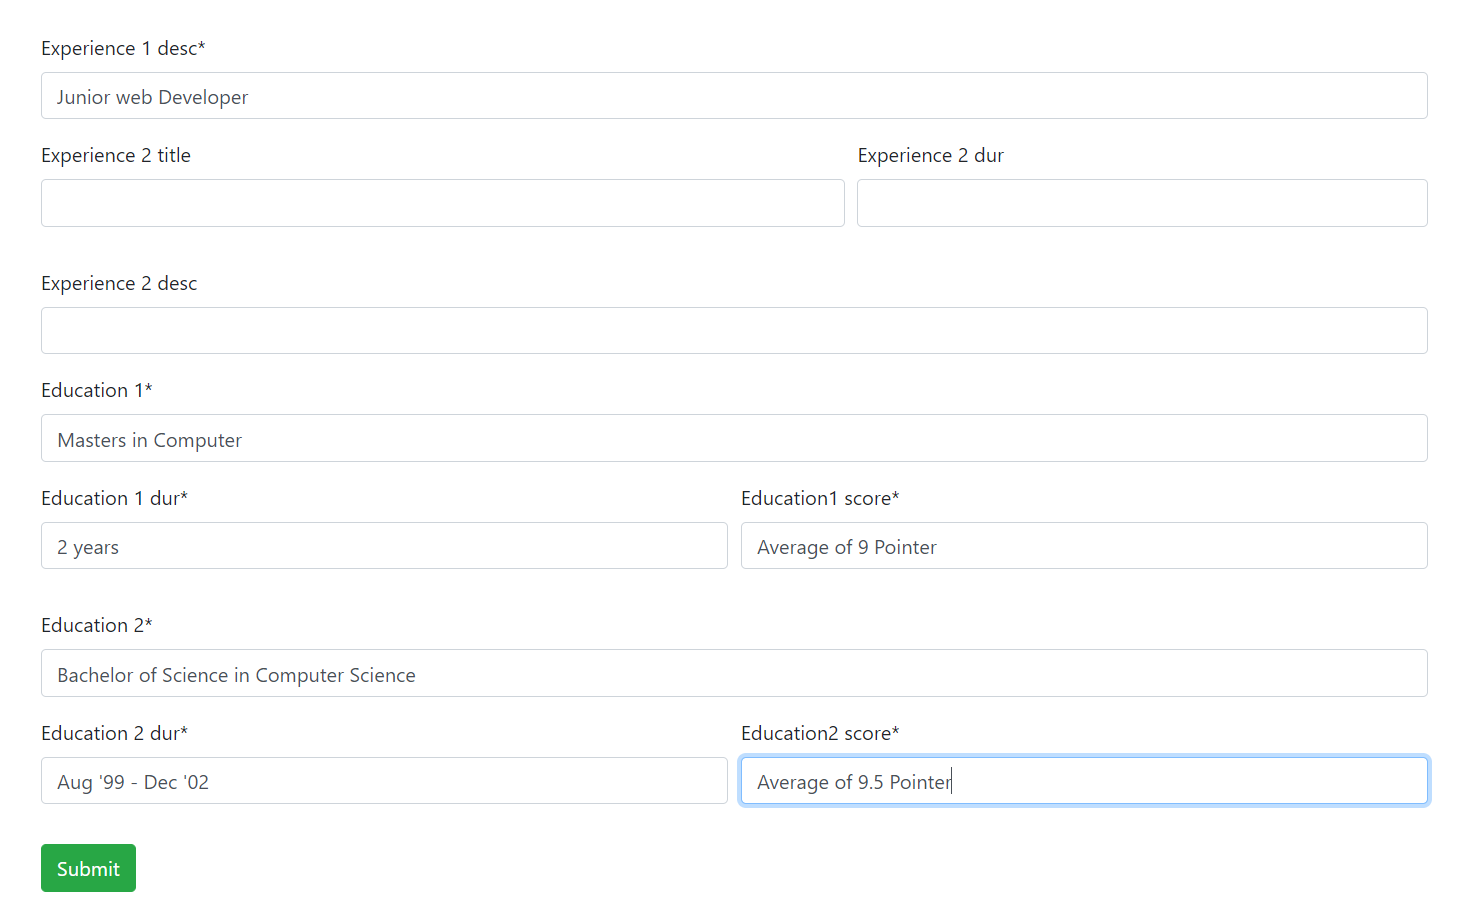 Experience 1 desc*
Junior web Developer
Experience 2 title
Experience 2 dur
Experience 2 desc
Education 1*
Masters in Computer
Education 1 dur*
Education1 score*
2 years
Average of 9 Pointer
Education 2*
Bachelor of Science in Computer Science
Education 2 dur*
Education2 score*
Aug '99 - Dec '02
Average of 9.5 Pointer
Submit